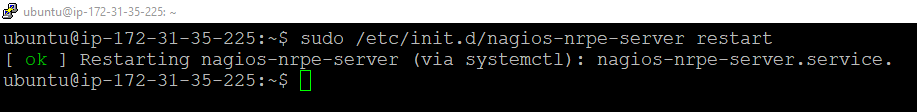 ubuntu@ip-172-31-35-225: ~
ubuntu@ip-172-31-35-225:~$ sudo /etc/init.d/nagios-nrpe-server restart
[ ok ] Restarting nagios-nrpe-server (via systemctl): nagios-nrpe-server.service.
ubuntu@ip-172-31-35-225:~$